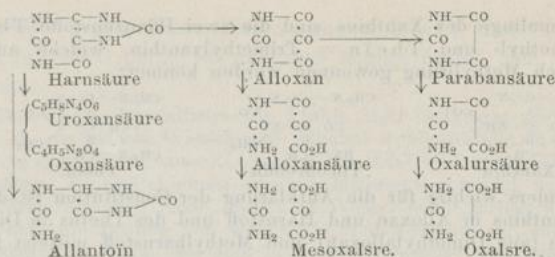 NH—C—NH NH—CO NH—CO
CO
CO C—NH CO CO CO
NH—CO NH—CO NH—CO
Harnsäure Alloxan Parabansäure
C5H8N4O6 NH—CO NH—CO
Uroxansäure CO CO CO
C4H5N3O4 NH2 CO2H NH2 CO2H
Oxonsäure Alloxansäure Oxalursäure
NH—CH—NH NH2 CO2H NH2 CO2H
CO
CO CO—NH CO CO CO
NH2 NH2 CO2H NH2 CO2H
Allantoïn Mesoxalsre. Oxalsre.